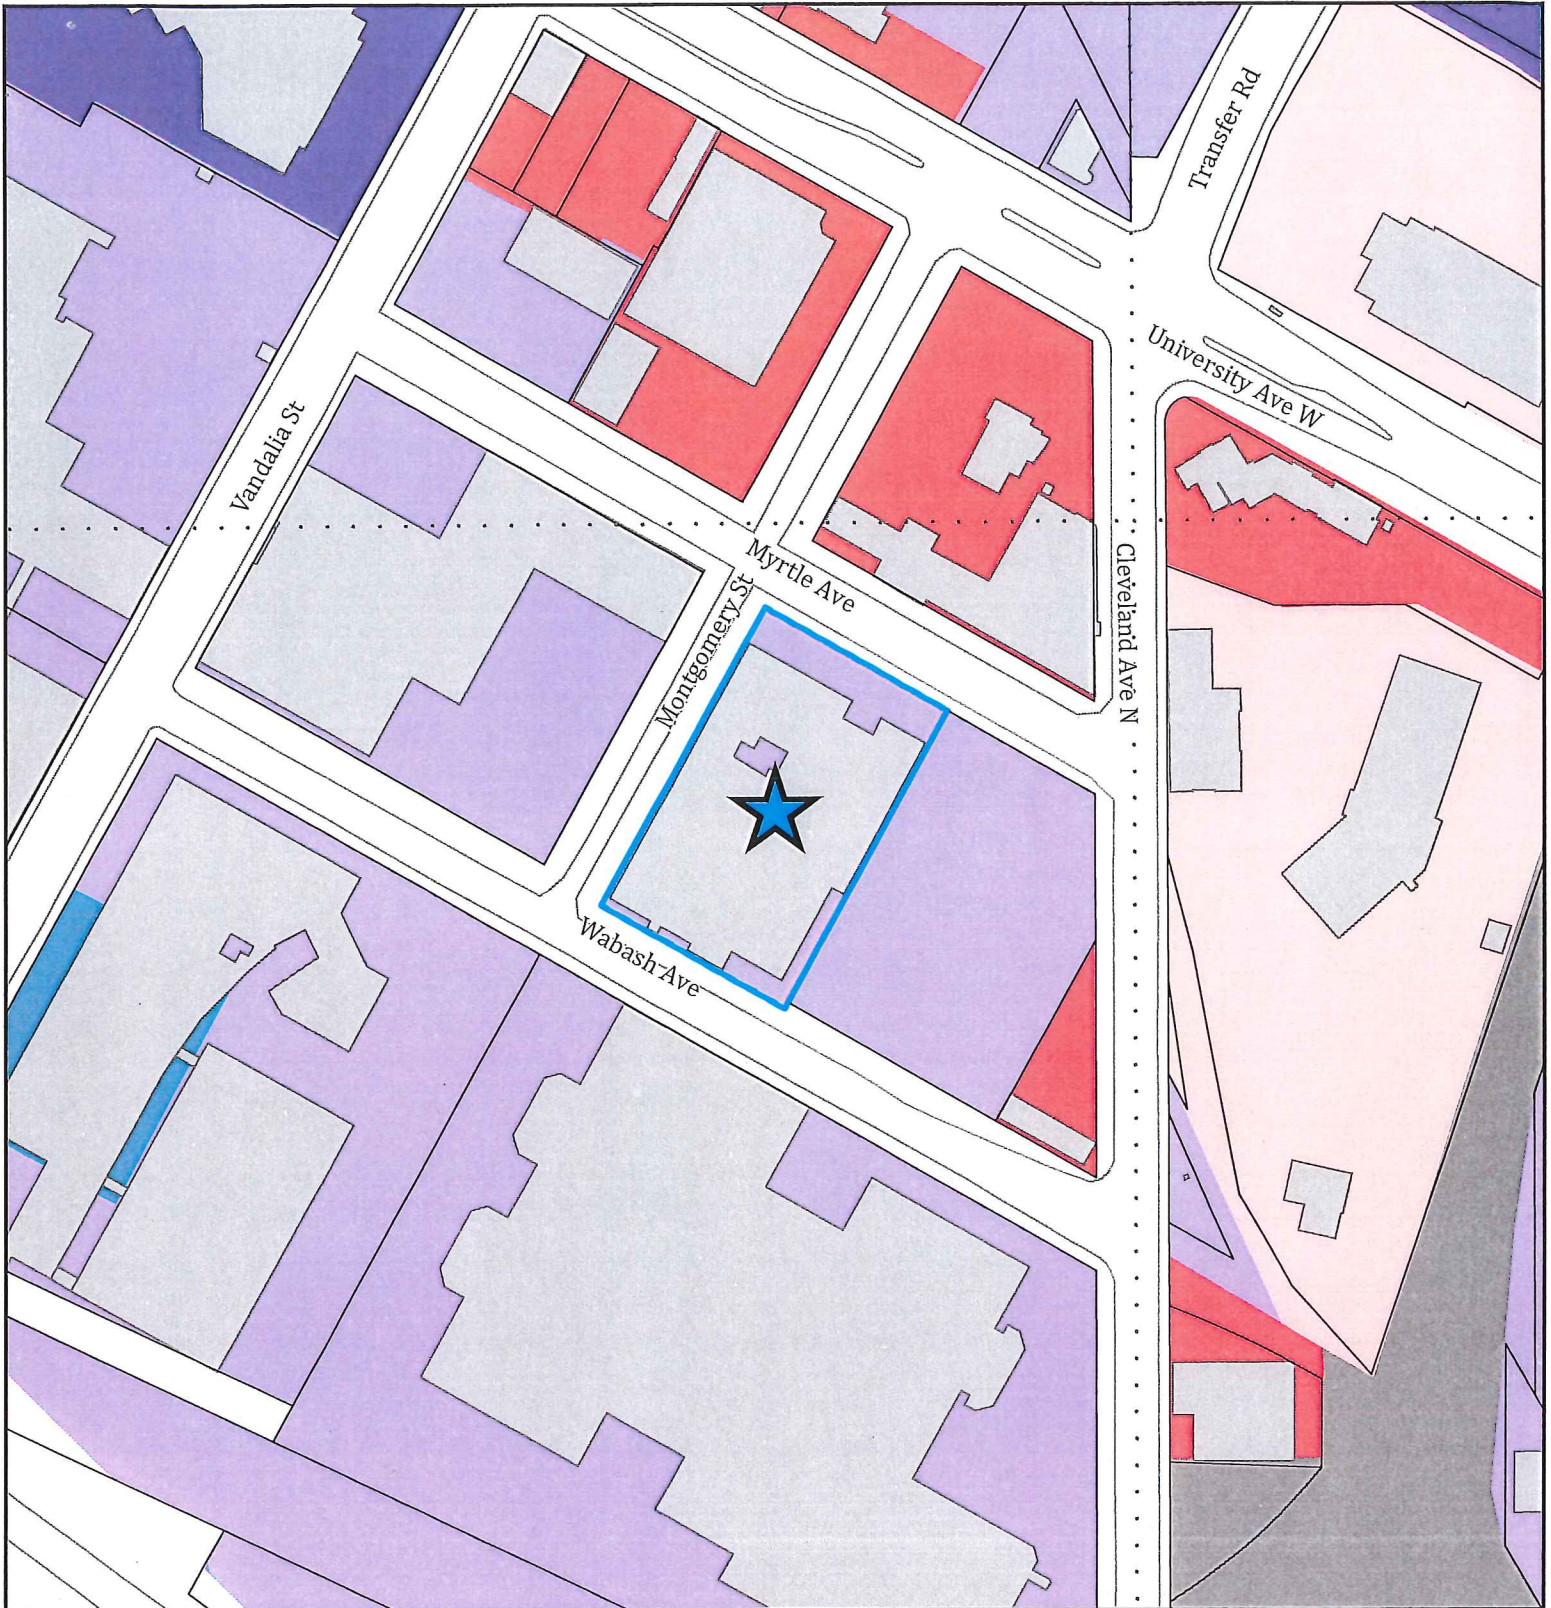 Transfer Rd
University Ave W
Vandalia St
Myrtle Ave
Montgomery St
Cleveland Ave N
Wabash Ave